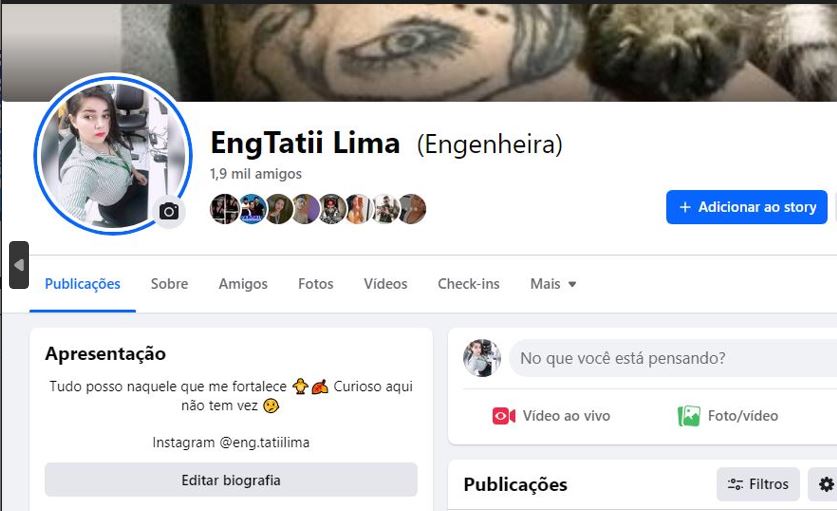 EngTatii Lima (Engenheira)
1,9 mil amigos
+ Adicionar ao story
Publicações Sobre Amigos Fotos Vídeos Check-ins Mais
Apresentação
Tudo posso naquele que me fortalece 🐥🍂 Curioso aqui
não tem vez 🤔
Instagram @eng.tatiilima
Editar biografia
No que você está pensando?
Vídeo ao vivo Foto/vídeo
Publicações Filtros